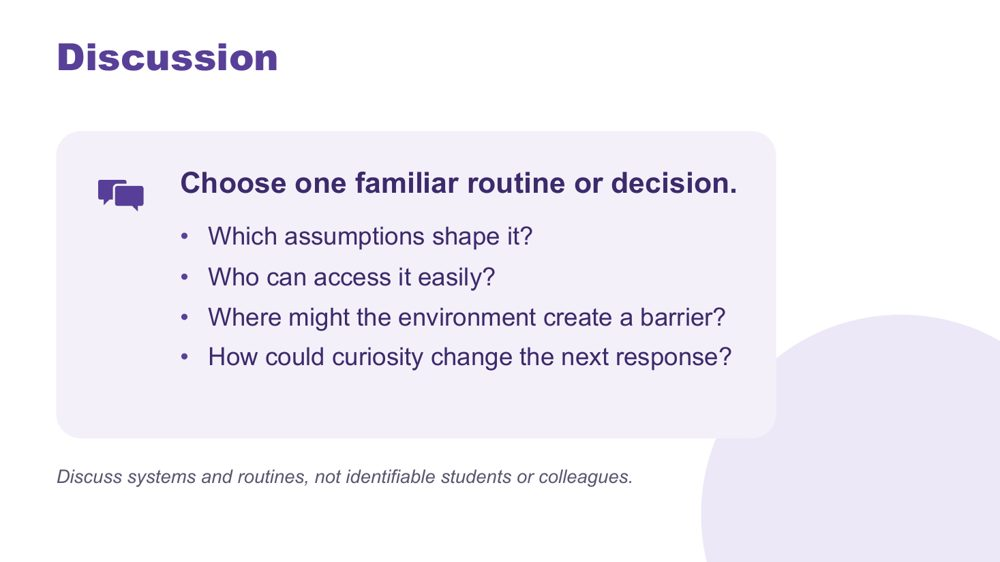 Discussion
Choose one familiar routine or decision.
• Which assumptions shape it?
• Who can access it easily?
• Where might the environment create a barrier?
• How could curiosity change the next response?
Discuss systems and routines, not identifiable students or colleagues.